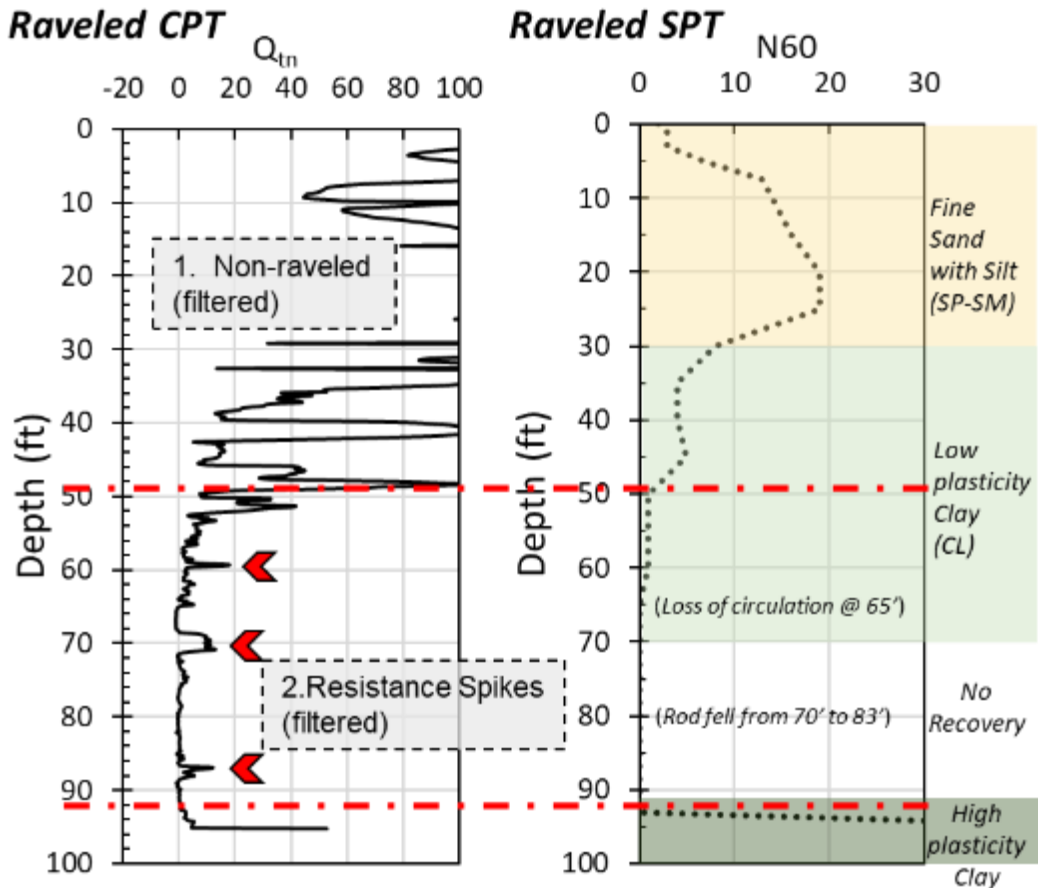 Raveled CPT
Qtn
-20 0 20 40 60 80 100
0
10
20
30
40
50
60
70
80
90
100
Depth (ft)
1. Non-raveled
(filtered)
2.Resistance Spikes
(filtered)
Raveled SPT
N60
0 10 20 30
0
10
20
30
40
50
60
70
80
90
100
Depth (ft)
Fine
Sand
with Silt
(SP-SM)
Low
plasticity
Clay
(CL)
(Loss of circulation @ 65')
(Rod fell from 70' to 83')
No
Recovery
High
plasticity
Clay